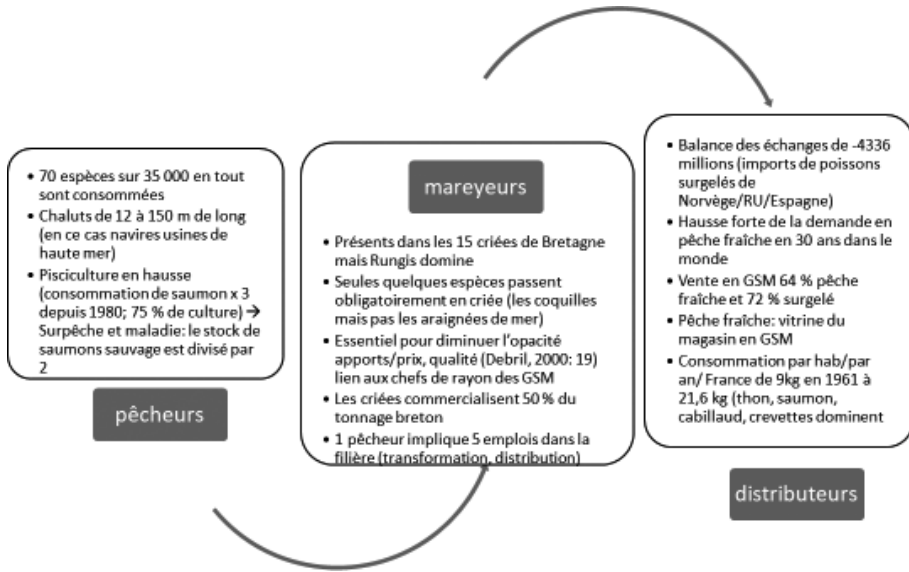 • 70 espèces sur 35 000 en tout
sont consommées
• Chaluts de 12 à 150 m de long
(en ce cas navires usines de
haute mer)
• Pisciculture en hausse
(consommation de saumon x 3
depuis 1980; 75 % de culture) →
Surpêche et maladie: le stock de
saumons sauvage est divisé par
2
pêcheurs
mareyeurs
• Présents dans les 15 criées de Bretagne
mais Rungis domine
• Seules quelques espèces passent
obligatoirement en criée (les coquilles
mais pas les araignées de mer)
• Essentiel pour diminuer l'opacité
apports/prix, qualité (Debril, 2000: 19)
lien aux chefs de rayon des GSM
• Les criées commercialisent 50 % du
tonnage breton
• 1 pêcheur implique 5 emplois dans la
filière (transformation, distribution)
• Balance des échanges de -4336
millions (imports de poissons
surgelés de
Norvège/RU/Espagne)
• Hausse forte de la demande en
pêche fraîche en 30 ans dans le
monde
• Vente en GSM 64 % pêche
fraîche et 72 % surgelé
• Pêche fraîche: vitrine du
magasin en GSM
• Consommation par hab/par
an/ France de 9kg en 1961 à
21,6 kg (thon, saumon,
cabillaud, crevettes dominent
distributeurs